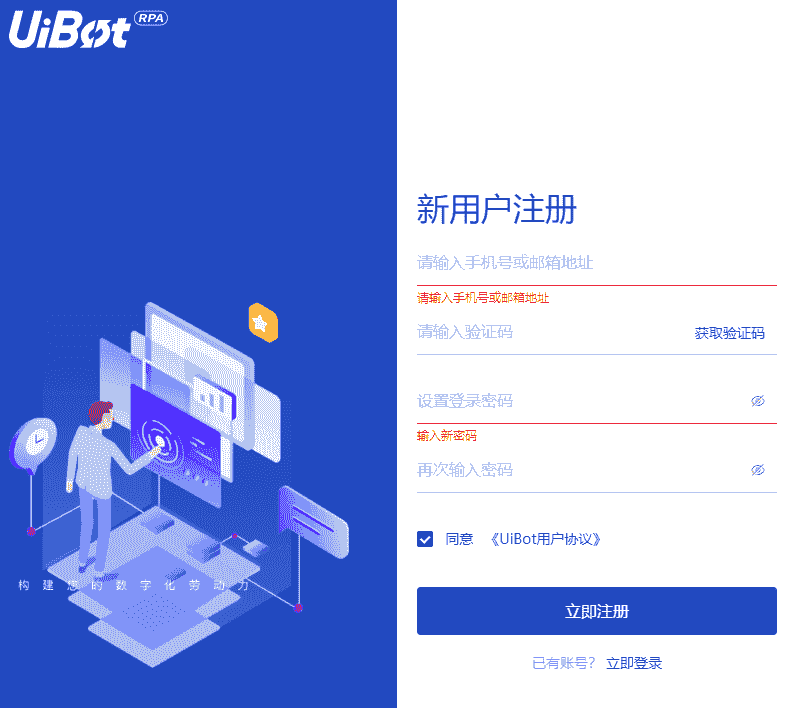 UiBot RPA
构建您的数字化劳动力
新用户注册
请输入手机号或邮箱地址
请输入手机号或邮箱地址
请输入验证码 获取验证码
设置登录密码
输入新密码
再次输入密码
同意 《UiBot用户协议》
立即注册
已有账号? 立即登录